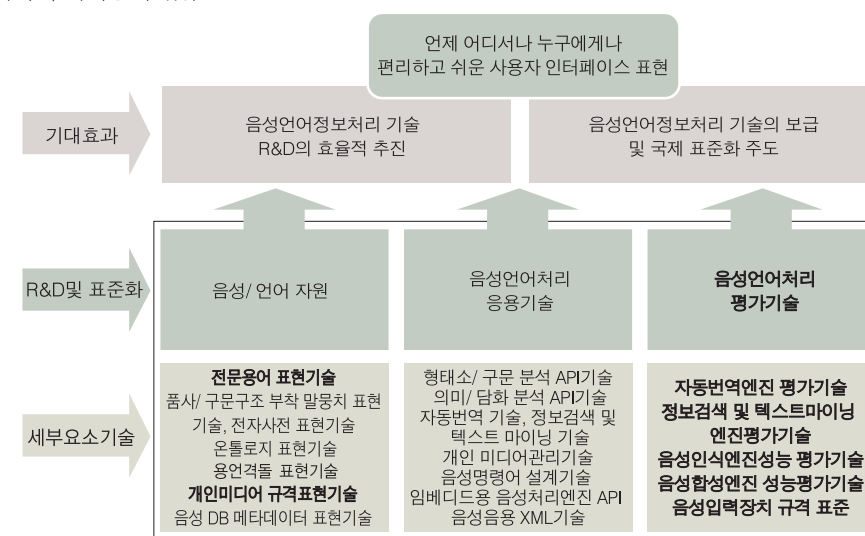 언제 어디서나 누구에게나
편리하고 쉬운 사용자 인터페이스 표현
기대효과
음성언어정보처리 기술
R&D의 효율적 추진
음성언어정보처리 기술의 보급
및 국제 표준화 주도
R&D및 표준화
음성/ 언어 자원
음성언어처리
응용기술
음성언어처리
평가기술
세부요소기술
전문용어 표현기술
품사/ 구문구조 부착 말뭉치 표현
기술, 전자사전 표현기술
온톨로지 표현기술
용언격돌 표현기술
개인미디어 규격표현기술
음성 DB 메타데이터 표현기술
형태소/ 구문 분석 API기술
의미/ 담화 분석 API기술
자동번역 기술, 정보검색 및
텍스트 마이닝 기술
개인 미디어관리기술
음성명령어 설계기술
임베디드용 음성처리엔진 API
음성음용 XML기술
자동번역엔진 평가기술
정보검색 및 텍스트마이닝
엔진평가기술
음성인식엔진성능 평가기술
음성합성엔진 성능평가기술
음성입력장치 규격 표준